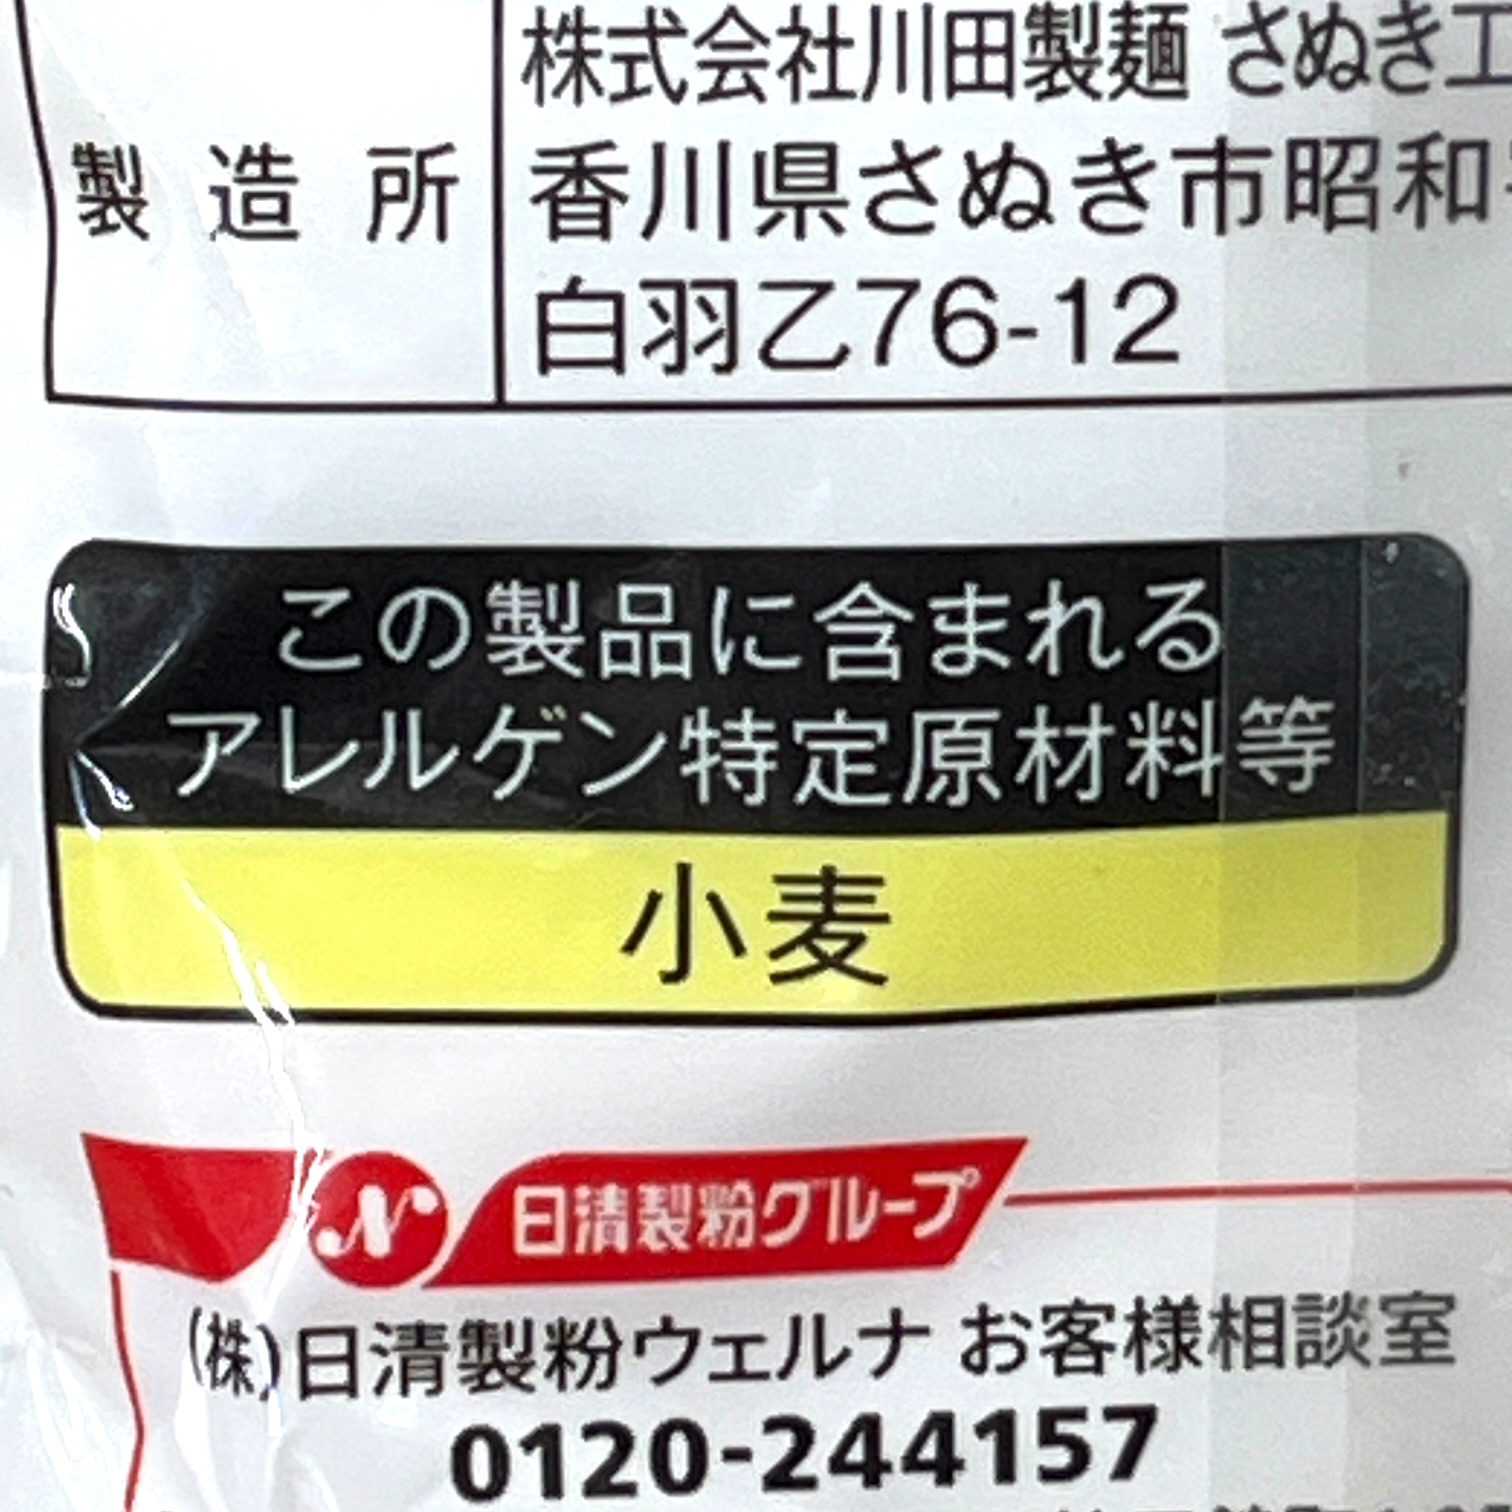 株式会社川田製麺 さぬき工
製造所
香川県さぬき市昭和
白羽乙76-12
この製品に含まれる
アレルゲン特定原材料等
小麦
N 日清製粉グループ
(株)日清製粉ウェルナ お客様相談室
0120-244157